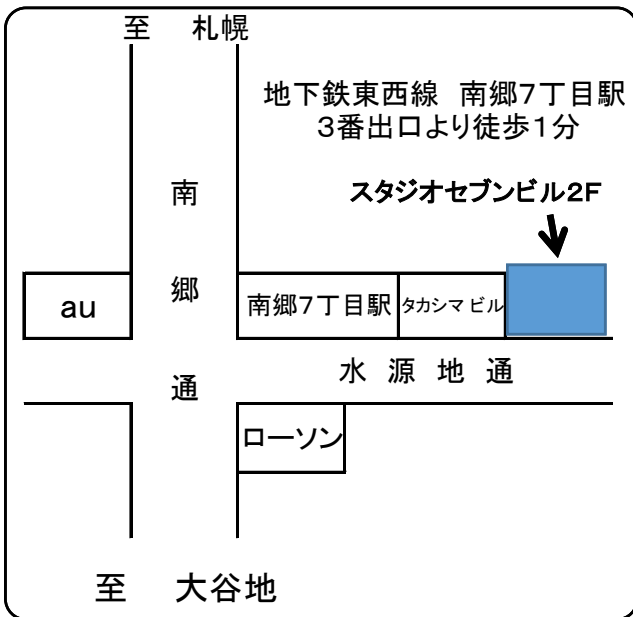 至　札幌
地下鉄東西線　南郷7丁目駅
3番出口より徒歩1分
スタジオセブンビル2F
南郷通
au
南郷7丁目駅
タカシマビル
水源地通
ローソン
至　大谷地